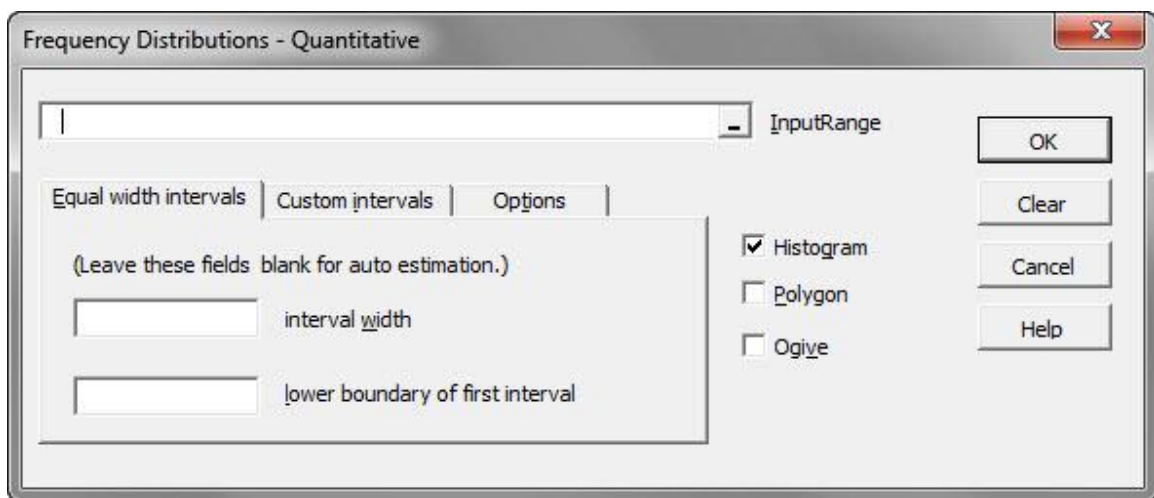 Frequency Distributions - Quantitative
InputRange
OK
Equal width intervals
Custom intervals
Options
Clear
(Leave these fields blank for auto estimation.)
Histogram
Cancel
interval width
Polygon
Help
Ogive
lower boundary of first interval